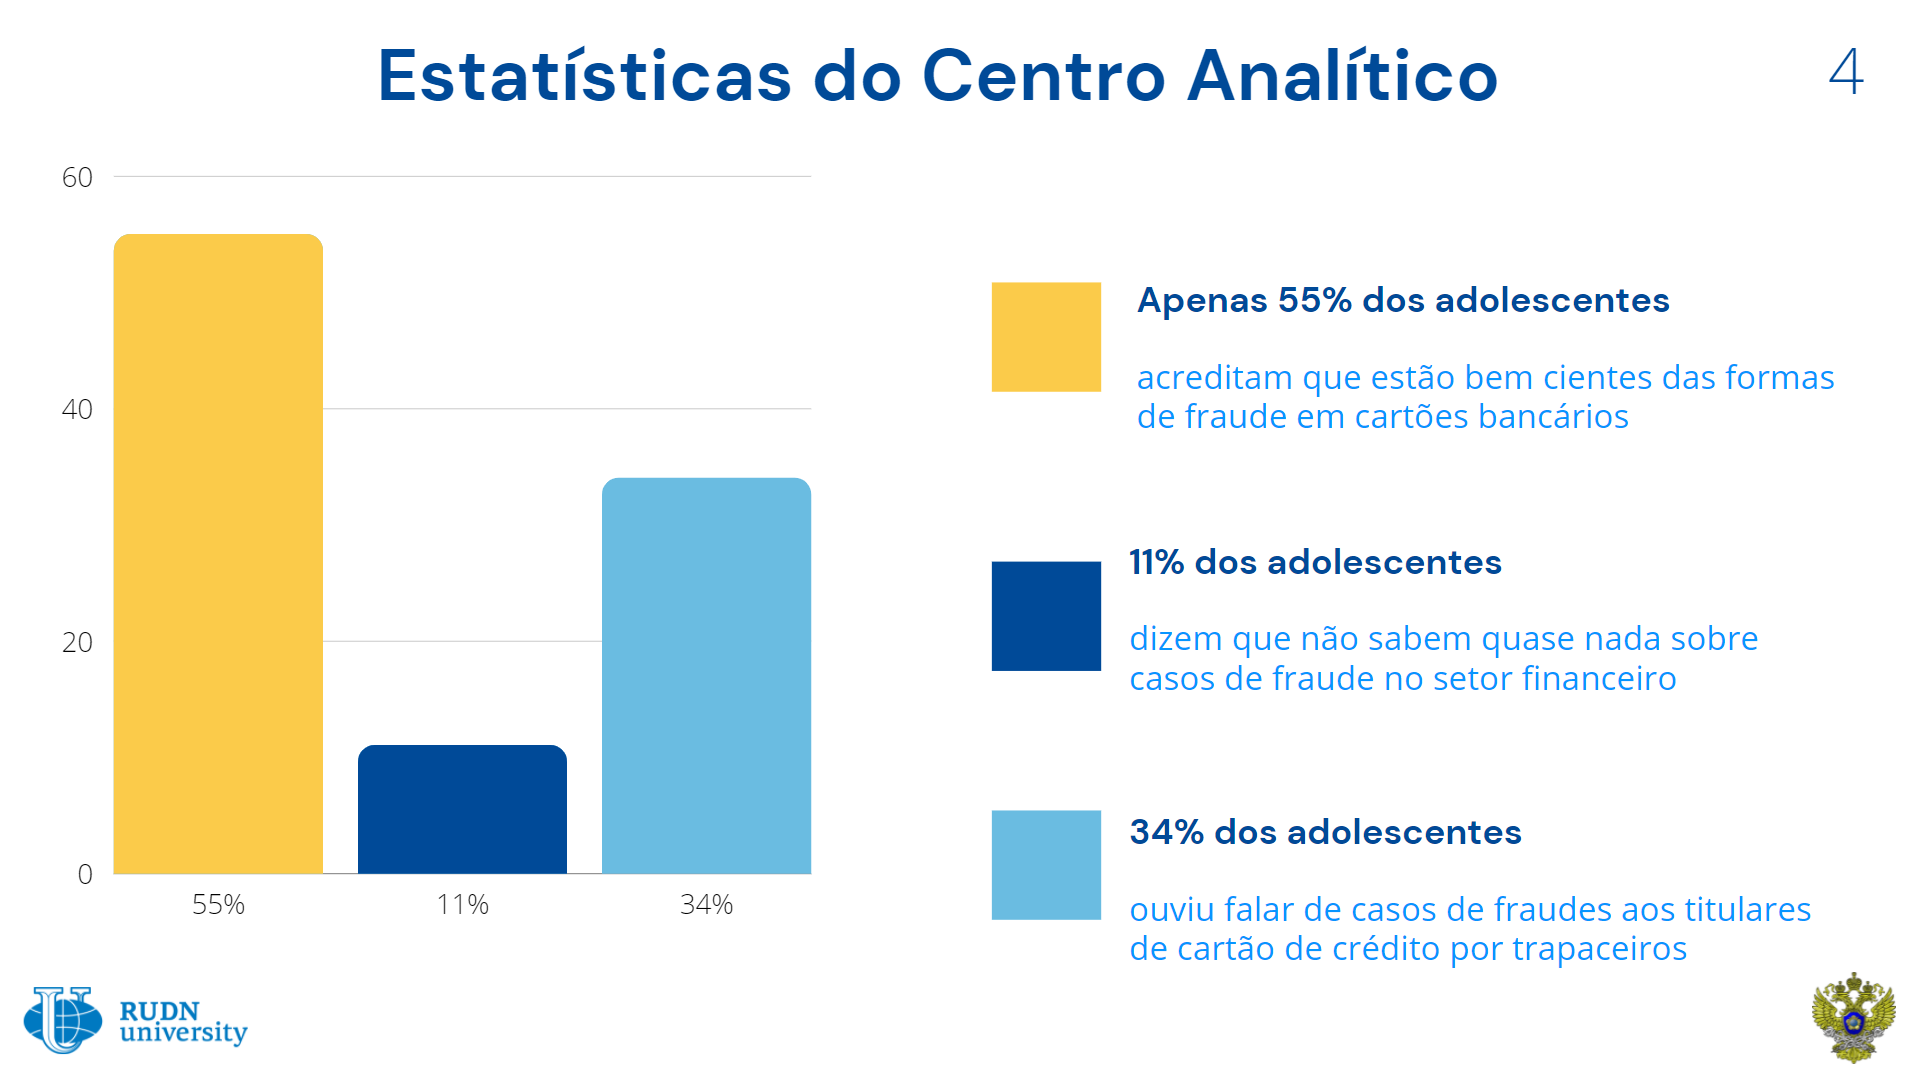 Estatísticas do Centro Analítico
4
60
40
20
0
55%
11%
34%
Apenas 55% dos adolescentes
acreditam que estão bem cientes das formas
de fraude em cartões bancários
11% dos adolescentes
dizem que não sabem quase nada sobre
casos de fraude no setor financeiro
34% dos adolescentes
ouviu falar de casos de fraudes aos titulares
de cartão de crédito por trapaceiros
RUDN
university